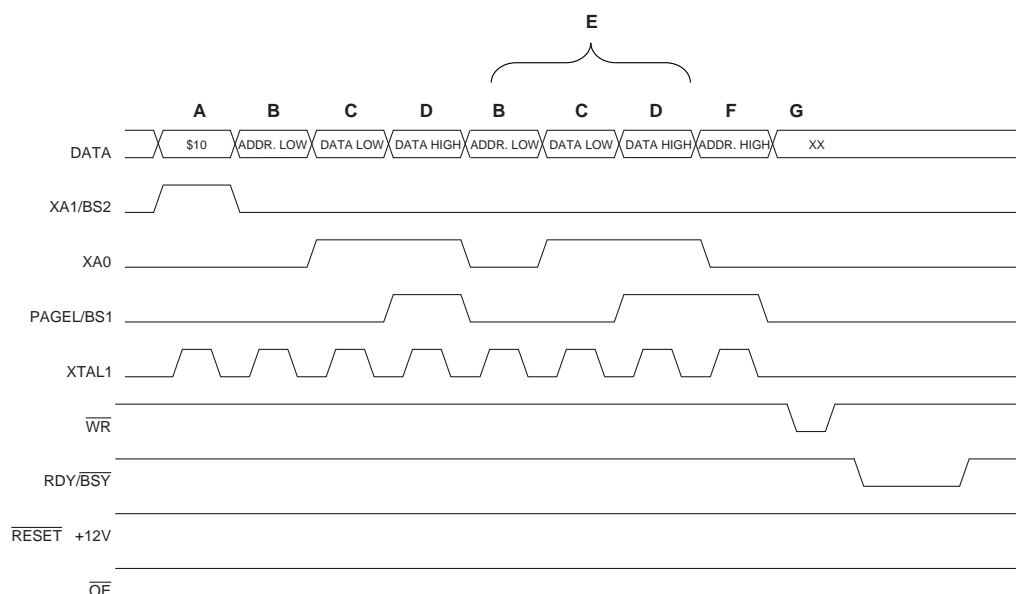 E
A B C D B C D F G
DATA $10 ADDR. LOW DATA LOW DATA HIGH ADDR. LOW DATA LOW DATA HIGH ADDR. HIGH XX
XA1/BS2
XA0
PAGEL/BS1
XTAL1
WR
RDY/BSY
RESET +12V
OE